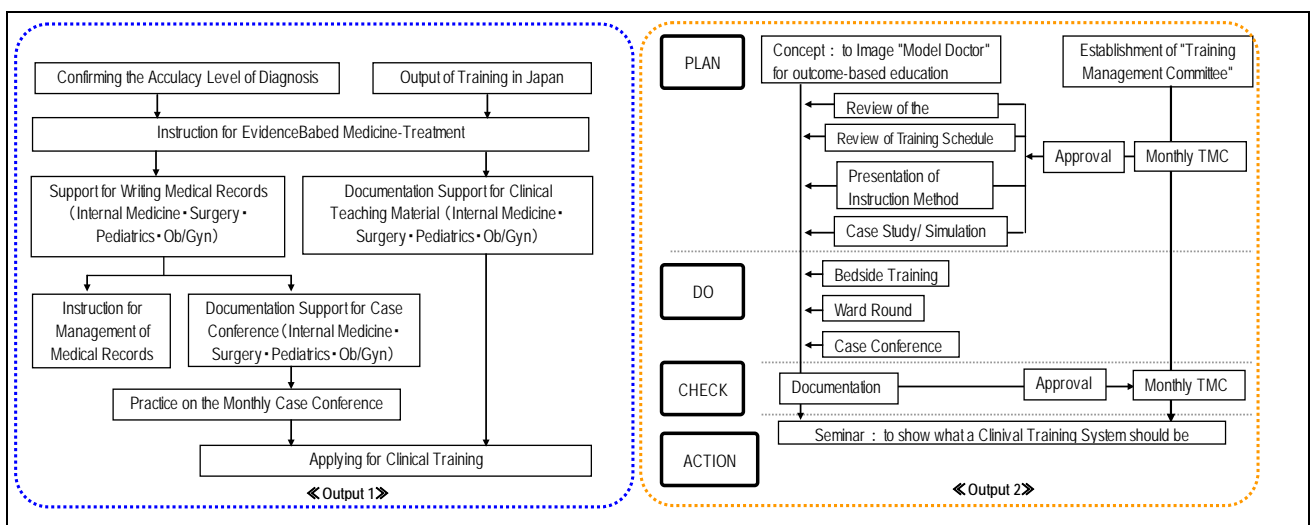 Confirming the Acculacy Level of Diagnosis
Output of Training in Japan
Instruction for EvidenceBabed Medicine-Treatment
Support for Writing Medical Records
(Internal Medicine・Surgery・
Pediatrics・Ob/Gyn)
Documentation Support for Clinical
Teaching Material (Internal Medicine・
Surgery・Pediatrics・Ob/Gyn)
Instruction for
Management of
Medical Records
Documentation Support for Case
Conference (Internal Medicine・
Surgery・Pediatrics・Ob/Gyn)
Practice on the Monthly Case Conference
Applying for Clinical Training
≪Output 1≫
PLAN
Concept： to Image "Model Doctor"
for outcome-based education
Establishment of "Training
Management Committee"
Review of the
Review of Training Schedule
Approval
Monthly TMC
Presentation of
Instruction Method
Case Study/ Simulation
DO
Bedside Training
Ward Round
Case Conference
CHECK
Documentation
Approval
Monthly TMC
Seminar： to show what a Clinival Training System should be
ACTION
≪Output 2≫